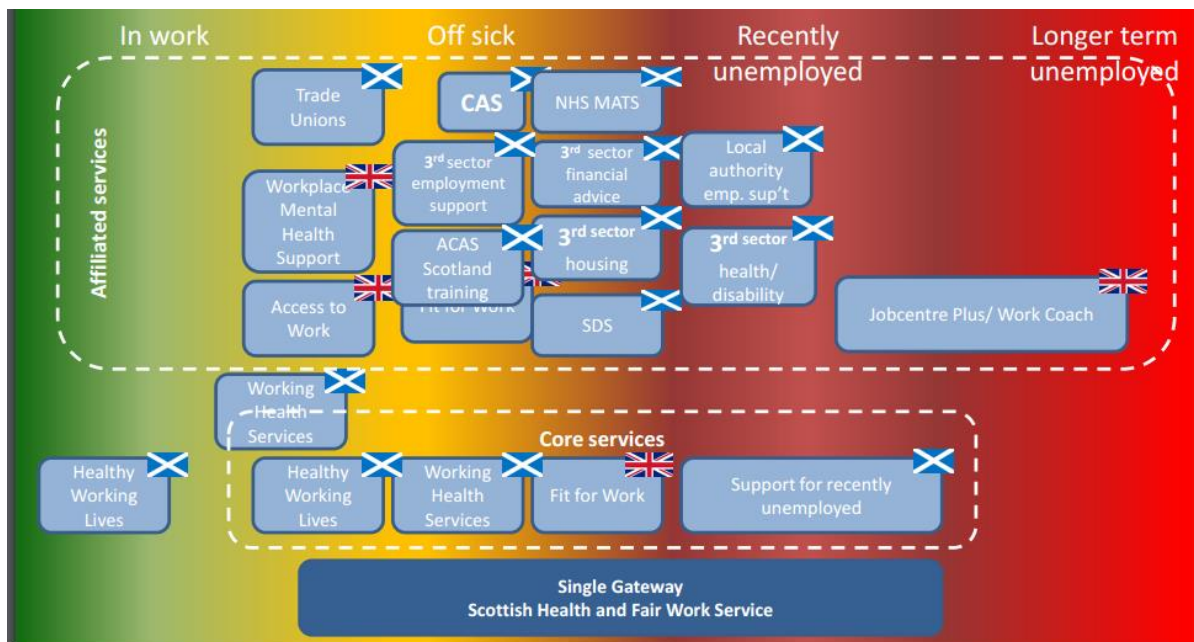 In work
Off sick
Recently
unemployed
Longer term
unemployed
Affiliated services
Trade
Unions
CAS
NHS MATS
3rd sector
employment
support
3rd sector
financial
advice
Local
authority
emp. sup't
Workplace
Mental
Health
Support
ACAS
Scotland
training
3rd sector
housing
3rd sector
health/
disability
Access to
Work
Fit for Work
SDS
Jobcentre Plus/ Work Coach
Working
Health
Services
Core services
Healthy
Working
Lives
Healthy
Working
Lives
Working
Health
Services
Fit for Work
Support for recently
unemployed
Single Gateway
Scottish Health and Fair Work Service